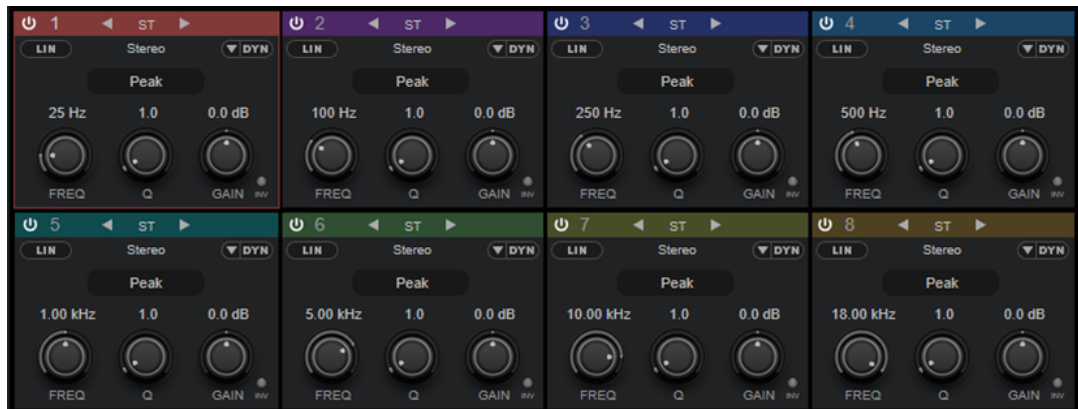 1 ST
LIN Stereo DYN
Peak
25 Hz 1.0 0.0 dB
FREQ Q GAIN INV
2 ST
LIN Stereo DYN
Peak
100 Hz 1.0 0.0 dB
FREQ Q GAIN INV
3 ST
LIN Stereo DYN
Peak
250 Hz 1.0 0.0 dB
FREQ Q GAIN INV
4 ST
LIN Stereo DYN
Peak
500 Hz 1.0 0.0 dB
FREQ Q GAIN INV
5 ST
LIN Stereo DYN
Peak
1.00 kHz 1.0 0.0 dB
FREQ Q GAIN INV
6 ST
LIN Stereo DYN
Peak
5.00 kHz 1.0 0.0 dB
FREQ Q GAIN INV
7 ST
LIN Stereo DYN
Peak
10.00 kHz 1.0 0.0 dB
FREQ Q GAIN INV
8 ST
LIN Stereo DYN
Peak
18.00 kHz 1.0 0.0 dB
FREQ Q GAIN INV